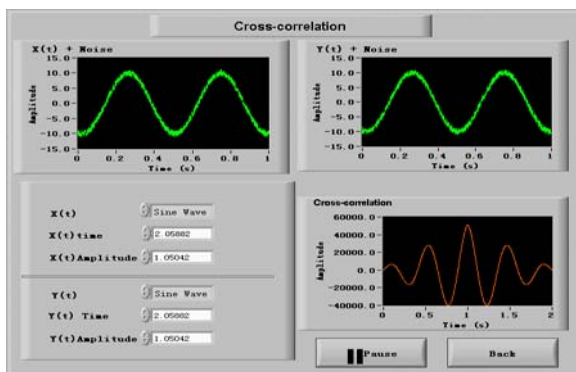 Cross-correlation
X(t) + Noise
15.0
10.0
5.0
0.0
-5.0
-10.0
-15.0
Amplitude
0 0.2 0.4 0.6 0.8 1
Time (s)
Y(t) + Noise
15.0
10.0
5.0
0.0
-5.0
-10.0
-15.0
Amplitude
0 0.2 0.4 0.6 0.8 1
Time (s)
X(t) Sine Wave
X(t)time 2.05882
X(t)Amplitude 1.05042
Y(t) Sine Wave
Y(t) Time 2.05882
Y(t)Amplitude 1.05042
Cross-correlation
60000.0
40000.0
20000.0
0.0
-20000.0
-40000.0
Amplitude
0 0.5 1 1.5 2
Time (s)
Pause
Back